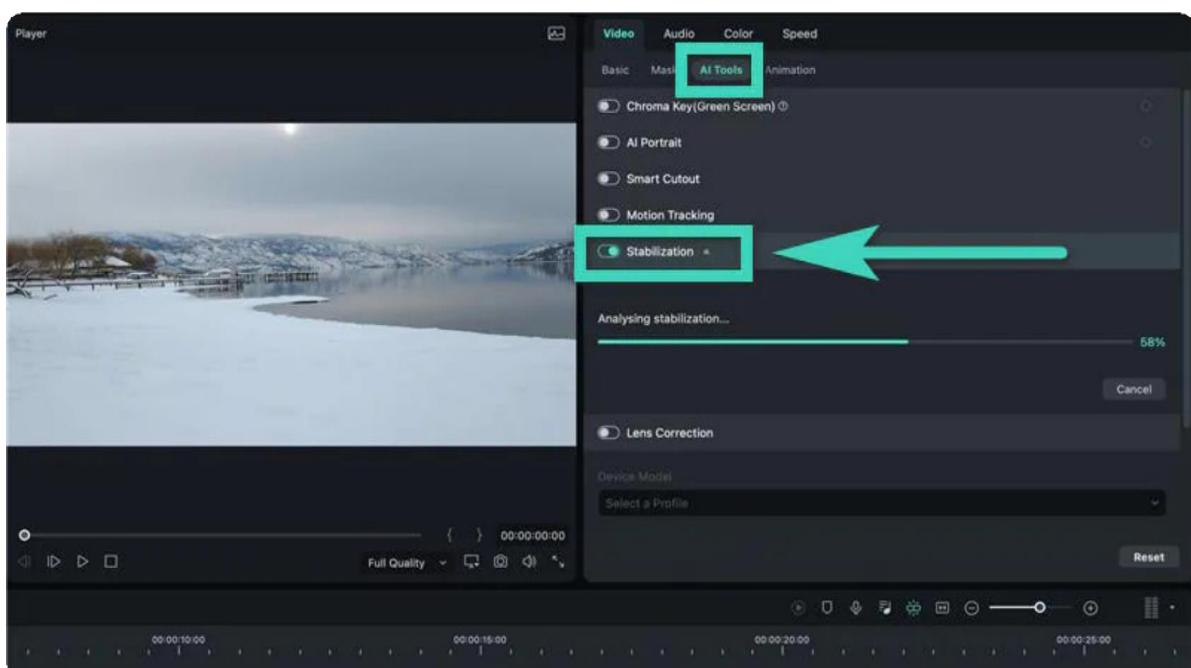 Player
Video Audio Color Speed
Basic Mask AI Tools Animation
Chroma Key(Green Screen)
AI Portrait
Smart Cutout
Motion Tracking
Stabilization
Analysing stabilization...
58%
Cancel
Lens Correction
Device Model
Select a Profile
00:00:00:00
Full Quality
Reset
00:00:10:00 00:00:15:00 00:00:20:00 00:00:25:00